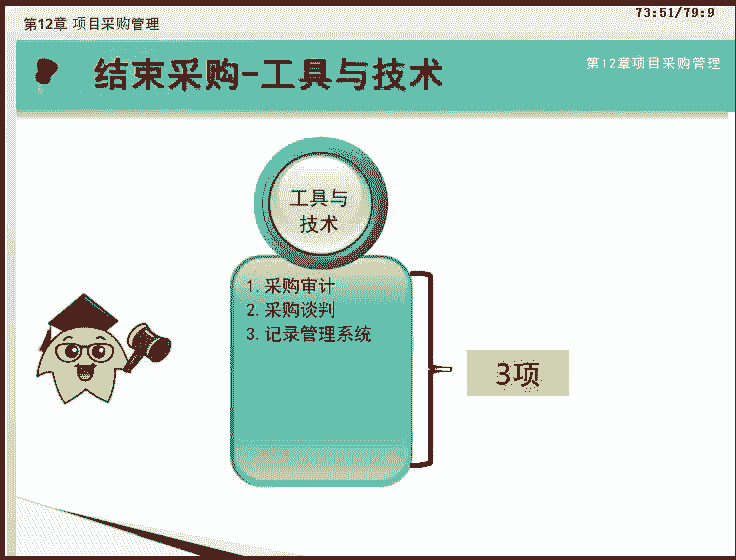 第12章 项目采购管理
73:51/79:9
结束采购-工具与技术
第12章项目采购管理
工具与
技术
1. 采购审计
2. 采购谈判
3. 记录管理系统
3项